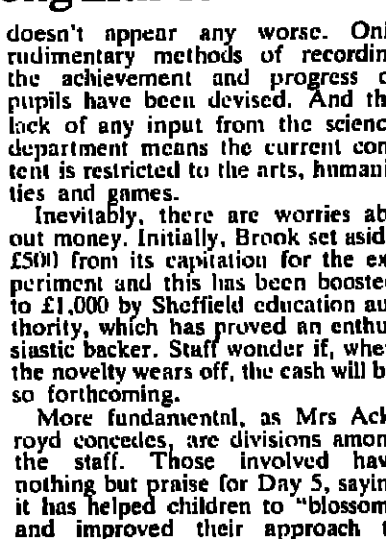 doesn't appear any worse. Onl
rudimentary methods of recordin
the achievement and progress o
pupils have been devised. And th
lack of any input from the scienc
department means the current con
tent is restricted to the arts, humani
ties and games.
Inevitably, there are worries ab
out money. Initially, Brook set asid
£500 from its capitation for the ex
periment and this has been booste
to £1,000 by Sheffield education au
thority, which has proved an enthu
siastic backer. Staff wonder if, whe
the novelty wears off, the cash will b
so forthcoming.
More fundamental, as Mrs Ack
royd concedes, are divisions amon
the staff. Those involved hav
nothing but praise for Day 5, sayin
it has helped children to "blossom
and improved their approach t